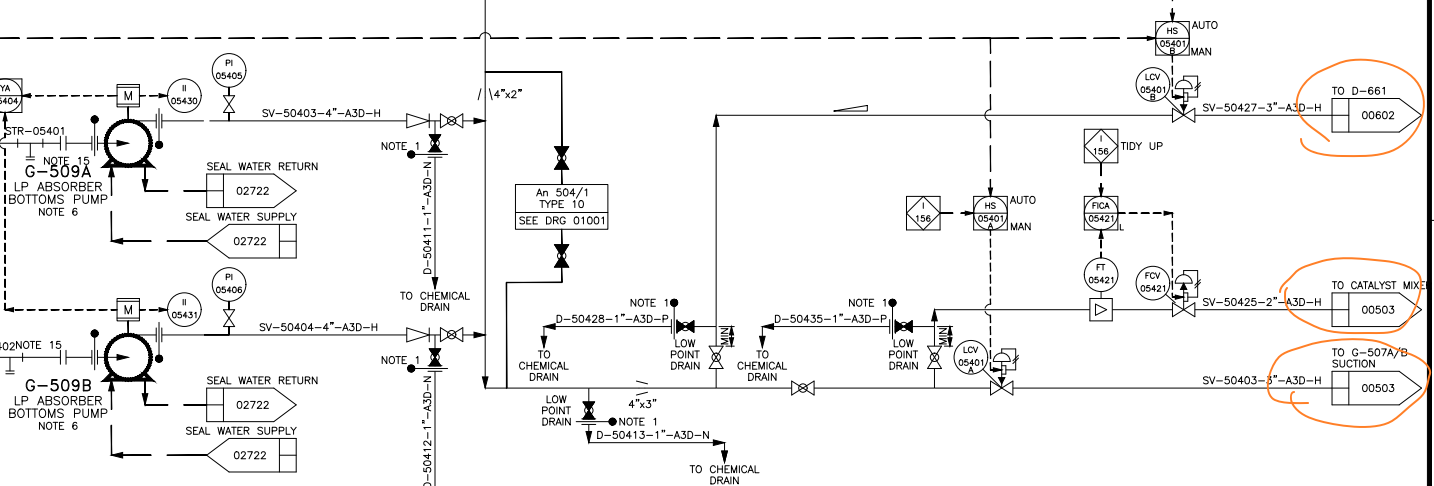 HS
05401
B
AUTO
MAN
YA
5404
M
II
05430
PI
05405
SV-50403-4"-A3D-H
4"x2"
LCV
05401
B
SV-50427-3"-A3D-H
TO D-661
00602
STR-05401
NOTE 15
G-509A
LP ABSORBER
BOTTOMS PUMP
NOTE 6
SEAL WATER RETURN
02722
SEAL WATER SUPPLY
02722
NOTE 1
D-50411-1"-A3D-N
TO CHEMICAL
DRAIN
An 504/1
TYPE 10
SEE DRG 01001
I
156
TIDY UP
I
156
HS
05401
A
AUTO
MAN
FICA
05421
L
FT
05421
FCV
05421
SV-50425-2"-A3D-H
TO CATALYST MIXE
00503
M
II
05431
PI
05406
SV-50404-4"-A3D-H
402
NOTE 15
G-509B
LP ABSORBER
BOTTOMS PUMP
NOTE 6
SEAL WATER RETURN
02722
SEAL WATER SUPPLY
02722
NOTE 1
D-50412-1"-A3D-N
NOTE 1
D-50428-1"-A3D-P
TO
CHEMICAL
DRAIN
LOW
POINT
DRAIN
MIN
NOTE 1
D-50435-1"-A3D-P
TO
CHEMICAL
DRAIN
LOW
POINT
DRAIN
MIN
LCV
05401
A
SV-50403-3"-A3D-H
TO G-507A/B
SUCTION
00503
4"x3"
LOW
POINT
DRAIN
NOTE 1
D-50413-1"-A3D-N
TO CHEMICAL
DRAIN